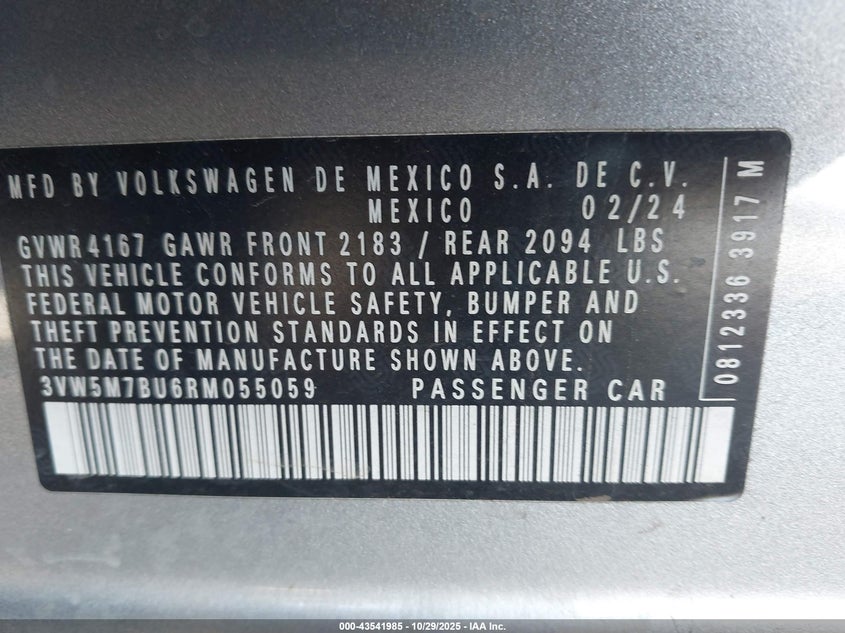 MFD BY VOLKSWAGEN DE MEXICO S.A. DE C.V.
MEXICO 02/24
GVWR 4167 GAWR FRONT 2183 / REAR 2094 LBS
THIS VEHICLE CONFORMS TO ALL APPLICABLE U.S.
FEDERAL MOTOR VEHICLE SAFETY, BUMPER AND
THEFT PREVENTION STANDARDS IN EFFECT ON
THE DATE OF MANUFACTURE SHOWN ABOVE.
3VW5M7BU6RM055059 PASSENGER CAR
0812336 3917 M
000-43541985 | 10/29/2025 - IAA Inc.